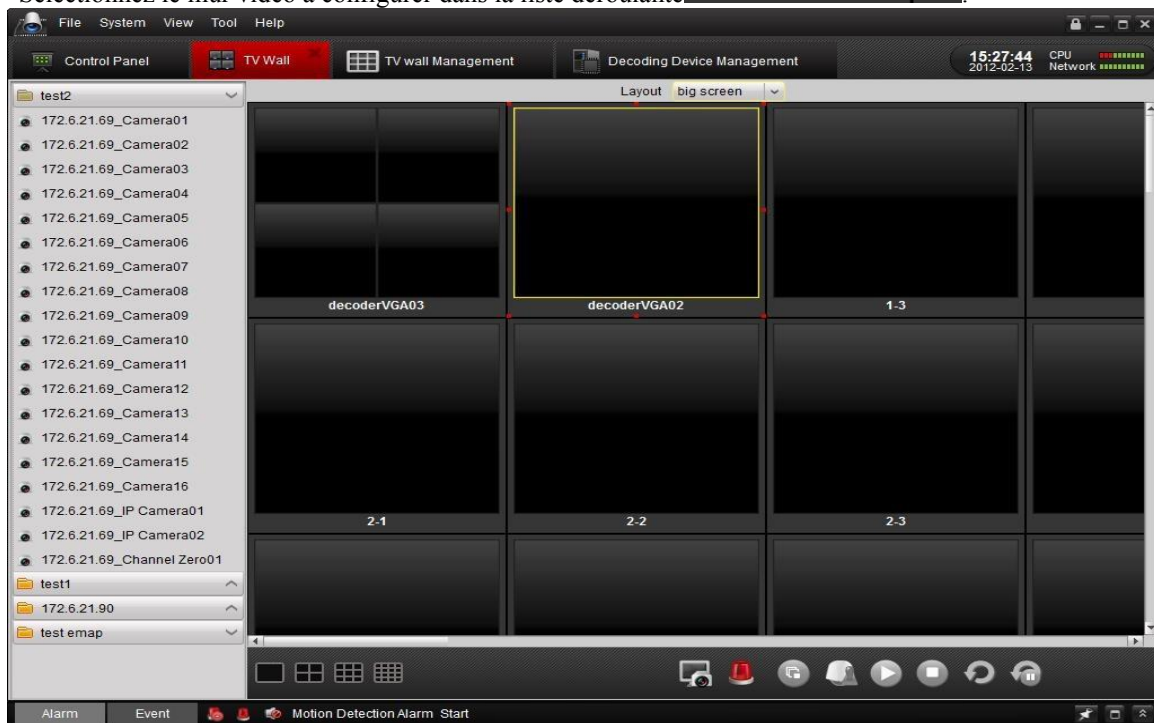 Sélectionnez le mur vidéo à configurer dans la liste déroulante
File System View Tool Help
Control Panel TV Wall TV wall Management Decoding Device Management 15:27:44 CPU
2012-02-13 Network
test2 Layout big screen
172.6.21.69_Camera01
172.6.21.69_Camera02
172.6.21.69_Camera03
172.6.21.69_Camera04
172.6.21.69_Camera05
172.6.21.69_Camera06
172.6.21.69_Camera07
172.6.21.69_Camera08
172.6.21.69_Camera09
172.6.21.69_Camera10
172.6.21.69_Camera11
172.6.21.69_Camera12
172.6.21.69_Camera13
172.6.21.69_Camera14
172.6.21.69_Camera15
172.6.21.69_Camera16
172.6.21.69_IP Camera01
172.6.21.69_IP Camera02
172.6.21.69_Channel Zero01
test1
172.6.21.90
test emap
decoderVGA03 decoderVGA02 1-3
2-1 2-2 2-3
Alarm Event Motion Detection Alarm Start